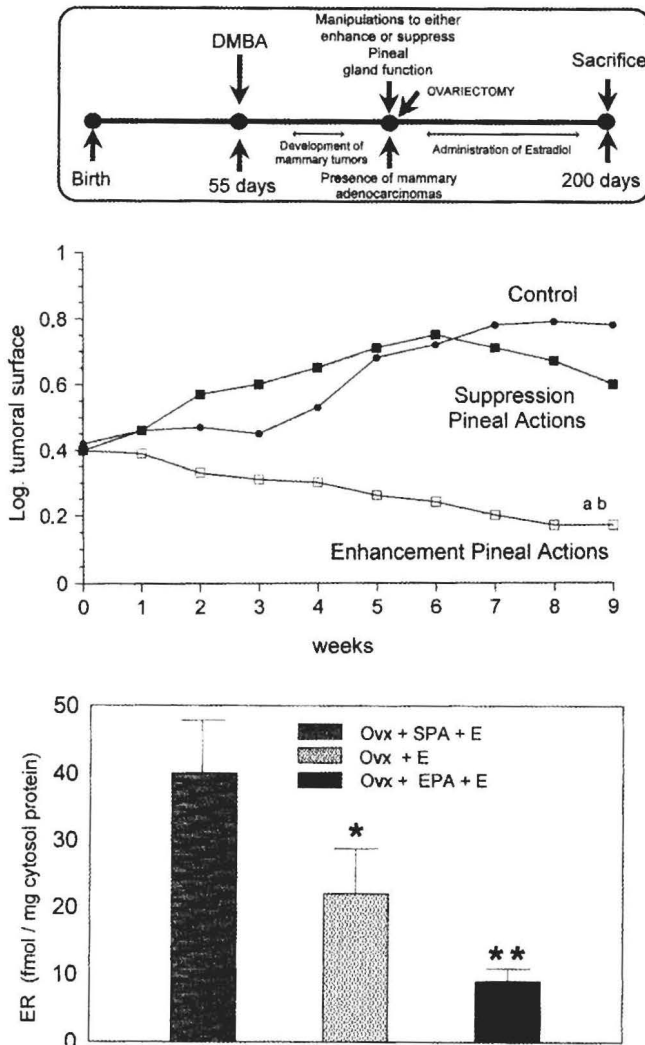 Manipulations to either
enhance or suppress
Pineal
gland function
DMBA
OVARIECTOMY
Sacrifice
Development of
mammary tumors
Administration of Estradiol
Birth
55 days
Presence of mammary
adenocarcinomas
200 days
1
0.8
0.6
0.4
0.2
0
Log. tumoral surface
Control
Suppression
Pineal Actions
a b
Enhancement Pineal Actions
0 1 2 3 4 5 6 7 8 9
weeks
50
40
30
20
10
0
ER (fmol / mg cytosol protein)
Ovx + SPA + E
Ovx + E
Ovx + EPA + E
*
**